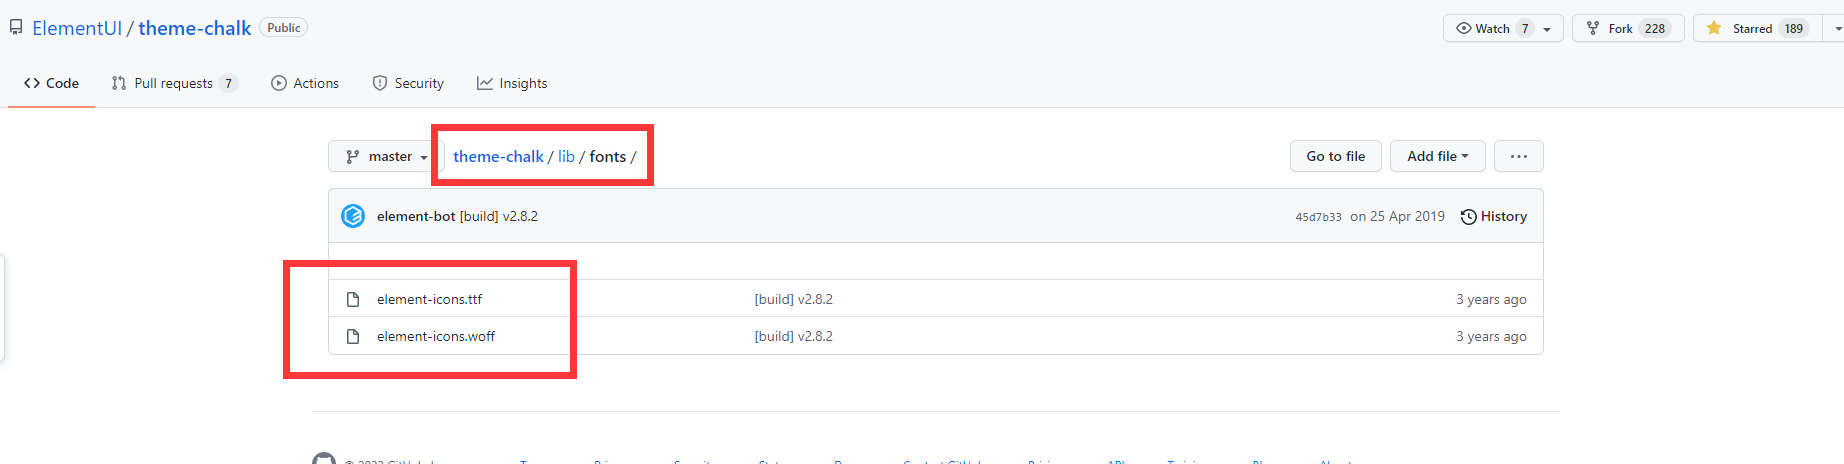 ElementUI / theme-chalk Public
Watch 7 Fork 228 Starred 189
Code Pull requests 7 Actions Security Insights
master theme-chalk / lib / fonts / Go to file Add file ...
element-bot [build] v2.8.2 45d7b33 on 25 Apr 2019 History
element-icons.ttf [build] v2.8.2 3 years ago
element-icons.woff [build] v2.8.2 3 years ago